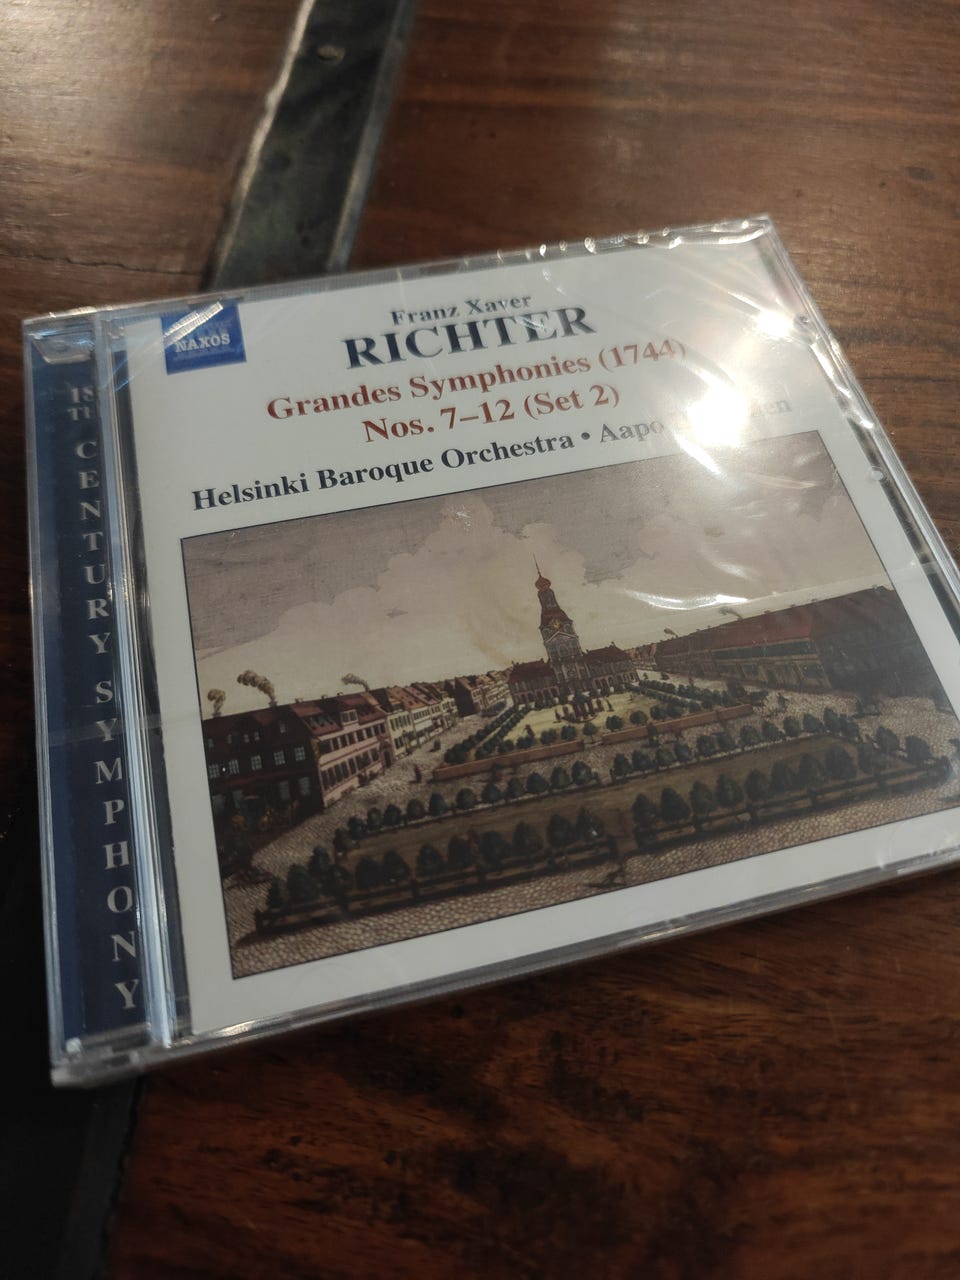 NAXOS
Franz Xaver
RICHTER
Grandes Symphonies (1744)
Nos. 7–12 (Set 2)
Helsinki Baroque Orchestra • Aapo
18TH CENTURY SYMPHONY